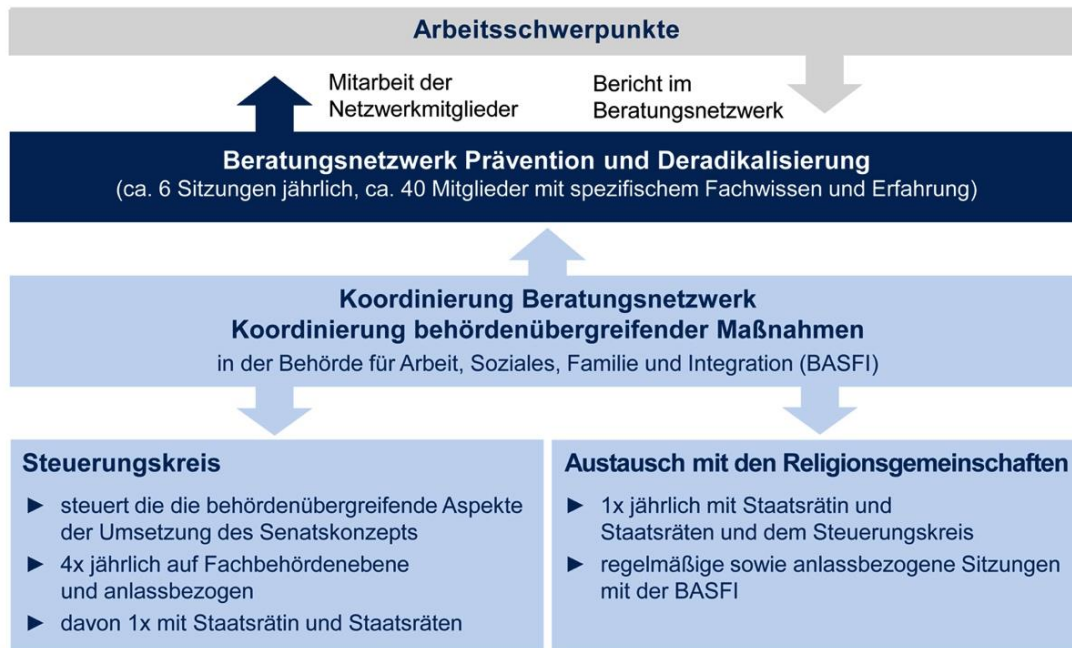 Arbeitsschwerpunkte
Mitarbeit der
Netzwerkmitglieder
Bericht im
Beratungsnetzwerk
Beratungsnetzwerk Prävention und Deradikalisierung
(ca. 6 Sitzungen jährlich, ca. 40 Mitglieder mit spezifischem Fachwissen und Erfahrung)
Koordinierung Beratungsnetzwerk
Koordinierung behördenübergreifender Maßnahmen
in der Behörde für Arbeit, Soziales, Familie und Integration (BASFI)
Steuerungskreis
► steuert die die behördenübergreifende Aspekte
der Umsetzung des Senatskonzepts
► 4x jährlich auf Fachbehördenebene
und anlassbezogen
► davon 1x mit Staatsrätin und Staatsräten
Austausch mit den Religionsgemeinschaften
► 1x jährlich mit Staatsrätin und
Staatsräten und dem Steuerungskreis
► regelmäßige sowie anlassbezogene Sitzungen
mit der BASFI